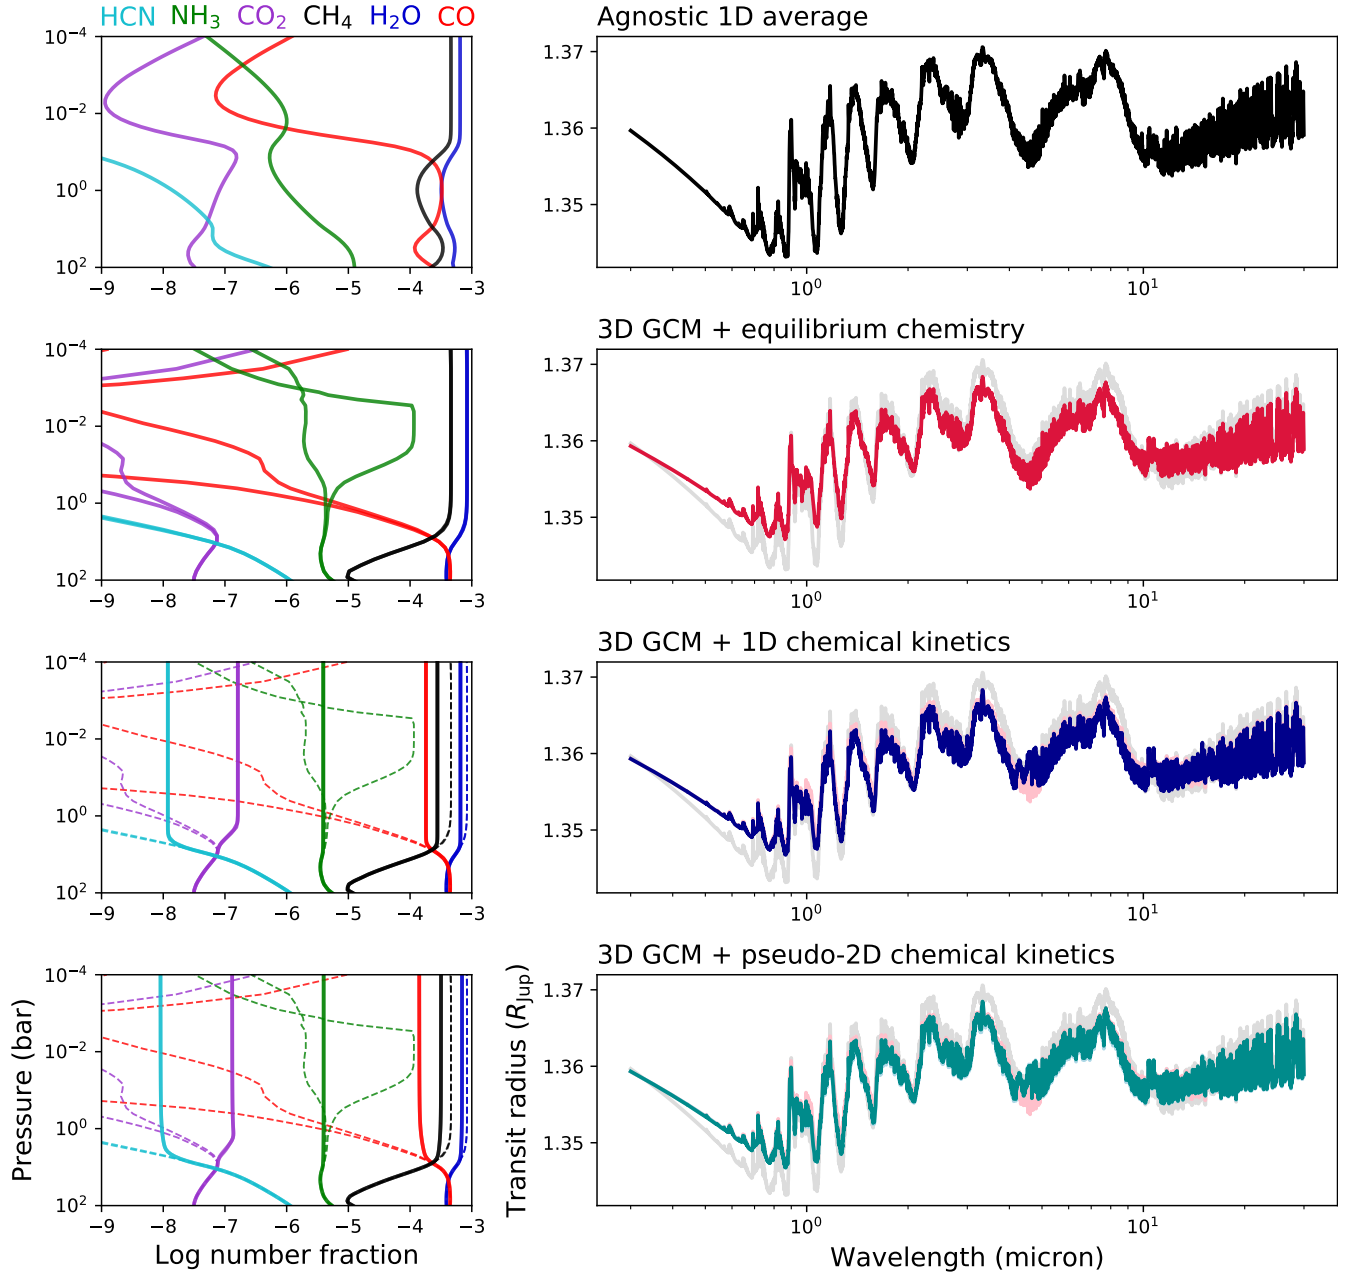 HCN NH₃ CO₂ CH₄ H₂O CO
Agnostic 1D average
10⁻⁴
10⁻²
10⁰
10²
−9 −8 −7 −6 −5 −4 −3
1.37
1.36
1.35
10⁰ 10¹
3D GCM + equilibrium chemistry
10⁻⁴
10⁻²
10⁰
10²
−9 −8 −7 −6 −5 −4 −3
1.37
1.36
1.35
10⁰ 10¹
3D GCM + 1D chemical kinetics
10⁻⁴
10⁻²
10⁰
10²
−9 −8 −7 −6 −5 −4 −3
1.37
1.36
1.35
10⁰ 10¹
3D GCM + pseudo-2D chemical kinetics
Pressure (bar)
10⁻⁴
10⁻²
10⁰
10²
−9 −8 −7 −6 −5 −4 −3
Log number fraction
Transit radius (R_Jup)
1.37
1.36
1.35
10⁰ 10¹
Wavelength (micron)